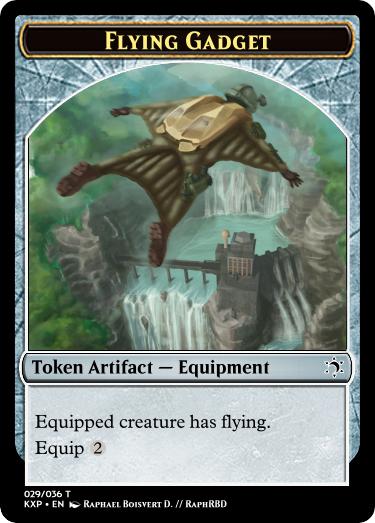 Flying Gadget
Token Artifact — Equipment
Equipped creature has flying.
Equip 2
029/036 T
KXP • EN Raphael Boisvert D. // RaphRBD